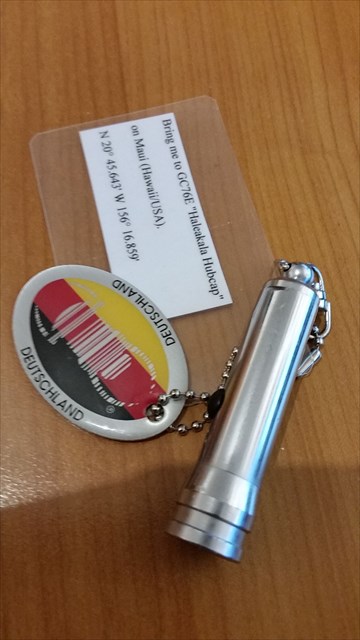 Bring me to GC76E "Haleakala Hubcap"
on Maui (Hawaii/USA).
N 20° 45.643' W 156° 16.859'
DEUTSCHLAND
DEUTSCHLAND
®